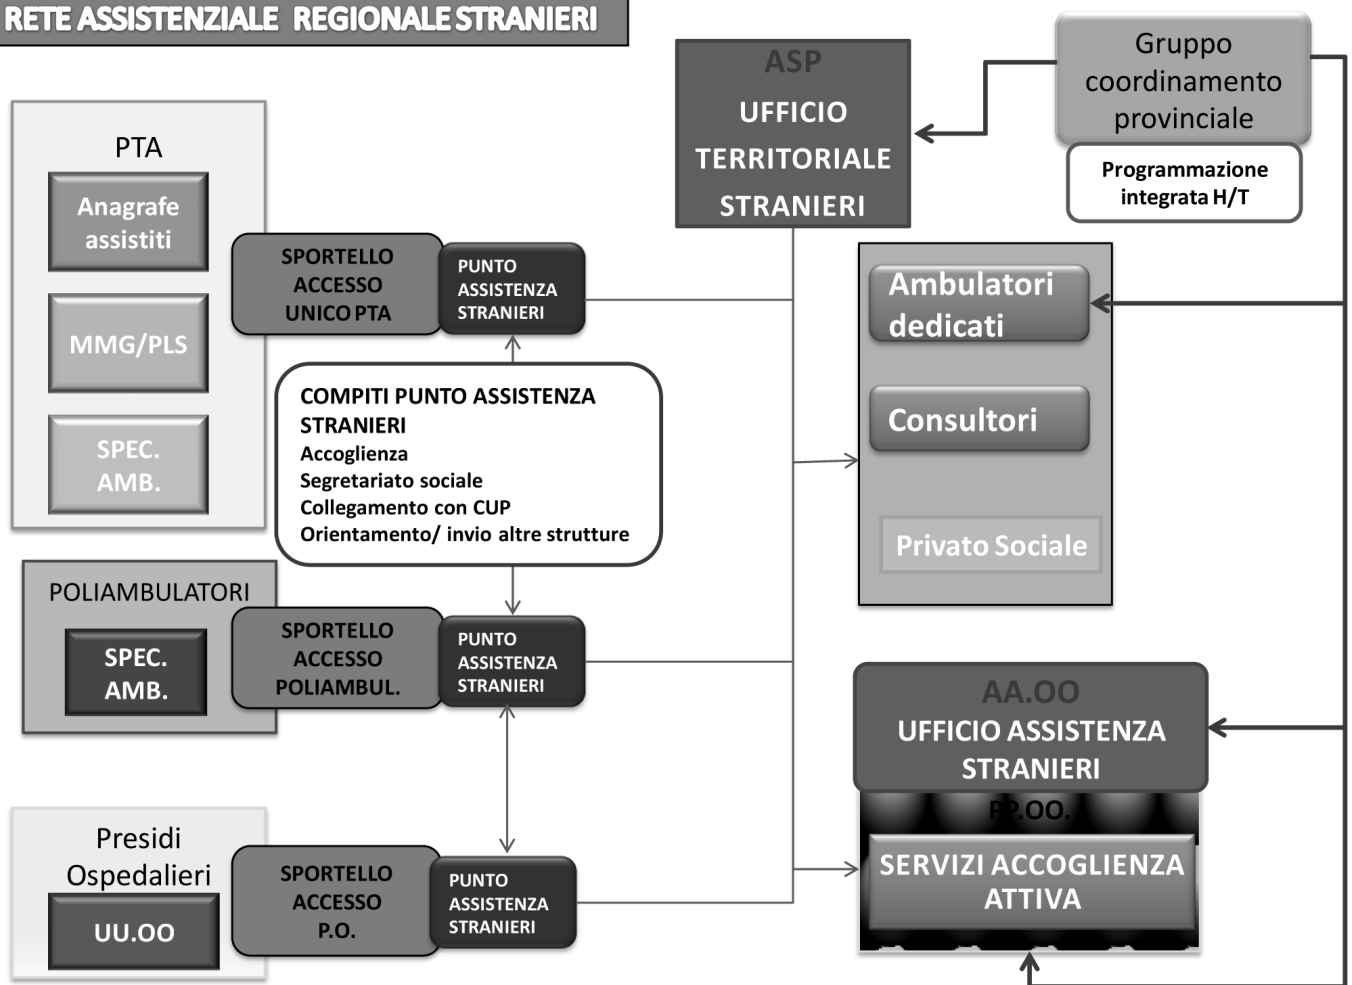 RETE ASSISTENZIALE REGIONALE STRANIERI
PTA
Anagrafe
assistiti
MMG/PLS
SPEC.
AMB.
SPORTELLO
ACCESSO
UNICO PTA
PUNTO
ASSISTENZA
STRANIERI
COMPITI PUNTO ASSISTENZA
STRANIERI
Accoglienza
Segretariato sociale
Collegamento con CUP
Orientamento/ invio altre strutture
POLIAMBULATORI
SPEC.
AMB.
SPORTELLO
ACCESSO
POLIAMBUL.
PUNTO
ASSISTENZA
STRANIERI
Presidi
Ospedalieri
UU.OO
SPORTELLO
ACCESSO
P.O.
PUNTO
ASSISTENZA
STRANIERI
ASP
UFFICIO
TERRITORIALE
STRANIERI
Gruppo
coordinamento
provinciale
Programmazione
integrata H/T
Ambulatori
dedicati
Consultori
Privato Sociale
AA.OO
UFFICIO ASSISTENZA
STRANIERI
PP.OO.
SERVIZI ACCOGLIENZA
ATTIVA